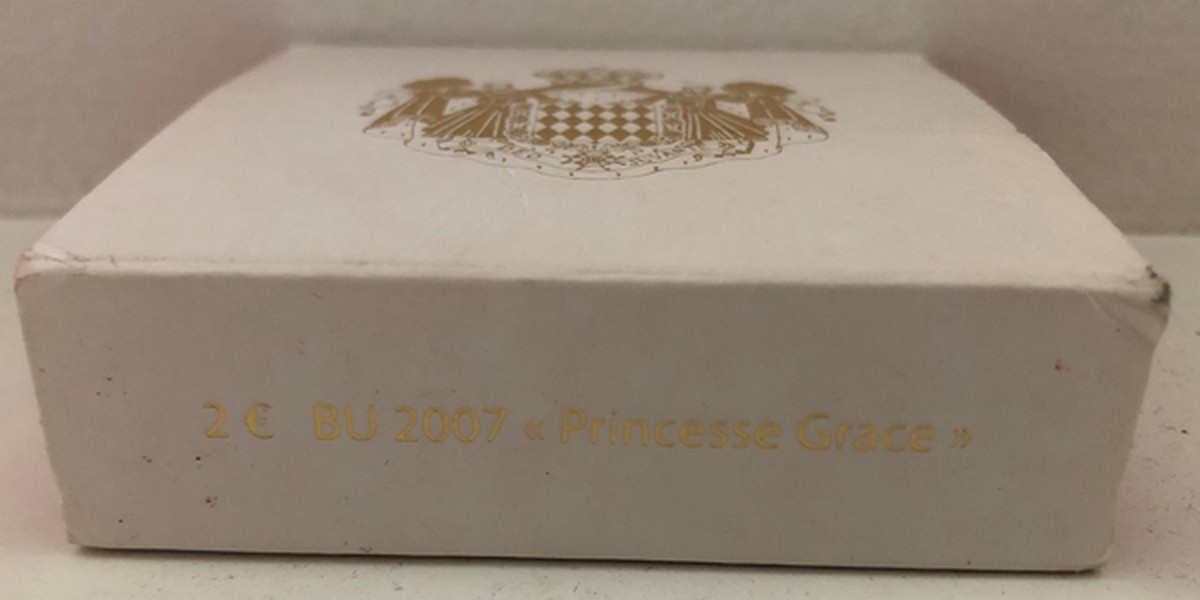 2 € BU 2007 « Princesse Grace »